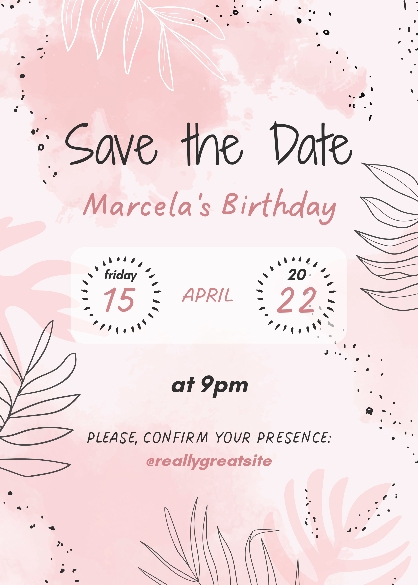 Save the Date
Marcela's Birthday
friday 20
15 APRIL 22
at 9pm
PLEASE, CONFIRM YOUR PRESENCE:
@reallygreatsite